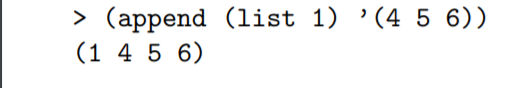 > (append (list 1) ’(4 5 6))
(1 4 5 6)